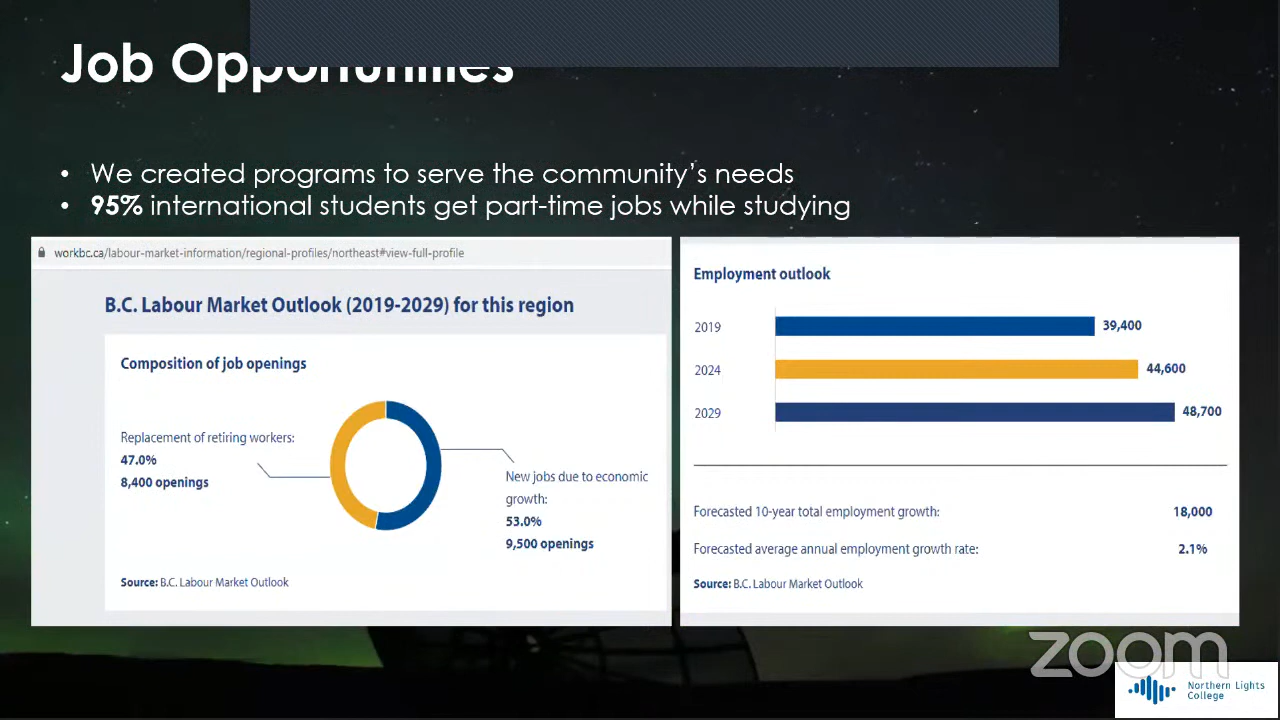 Job Opportunities
• We created programs to serve the community's needs
• 95% international students get part-time jobs while studying
workbc.ca/labour-market-information/regional-profiles/northeast#view-full-profile
B.C. Labour Market Outlook (2019-2029) for this region
Composition of job openings
Replacement of retiring workers:
47.0%
8,400 openings
New jobs due to economic
growth:
53.0%
9,500 openings
Source: B.C. Labour Market Outlook
Employment outlook
2019 39,400
2024 44,600
2029 48,700
Forecasted 10-year total employment growth: 18,000
Forecasted average annual employment growth rate: 2.1%
Source: B.C. Labour Market Outlook
zoom
Northern Lights
College